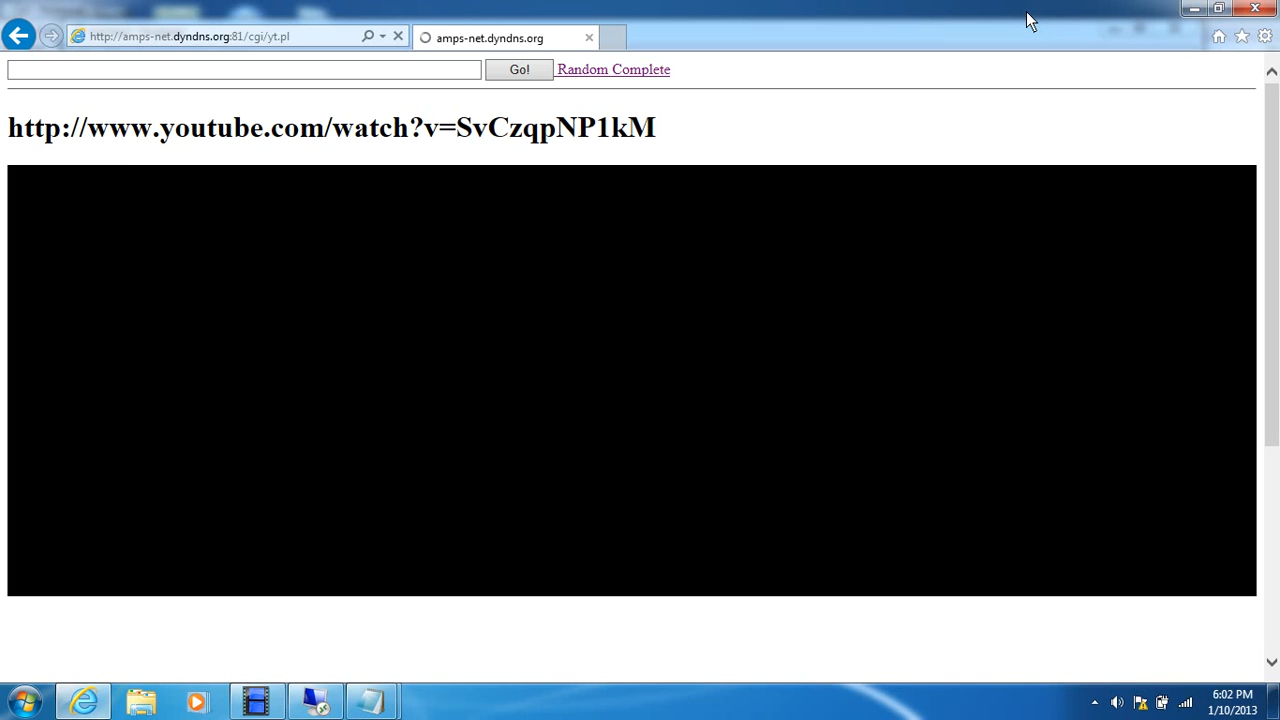 http://amps-net.dyndns.org:81/cgi/yt.pl
amps-net.dyndns.org
Go!
Random Complete
http://www.youtube.com/watch?v=SvCzqpNP1kM
6:02 PM
1/10/2013